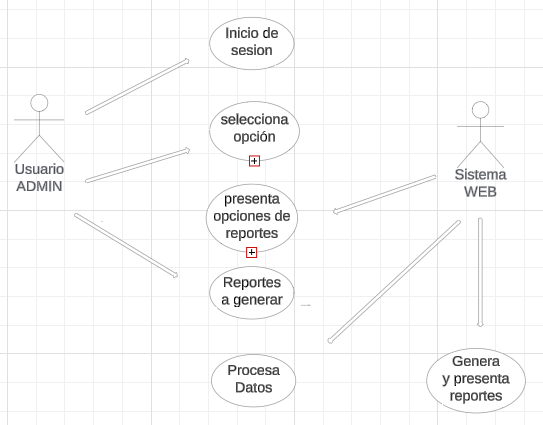 Inicio de
sesion
selecciona
opción
Usuario
ADMIN
Sistema
WEB
presenta
opciones de
reportes
Reportes
a generar
Procesa
Datos
Genera
y presenta
reportes